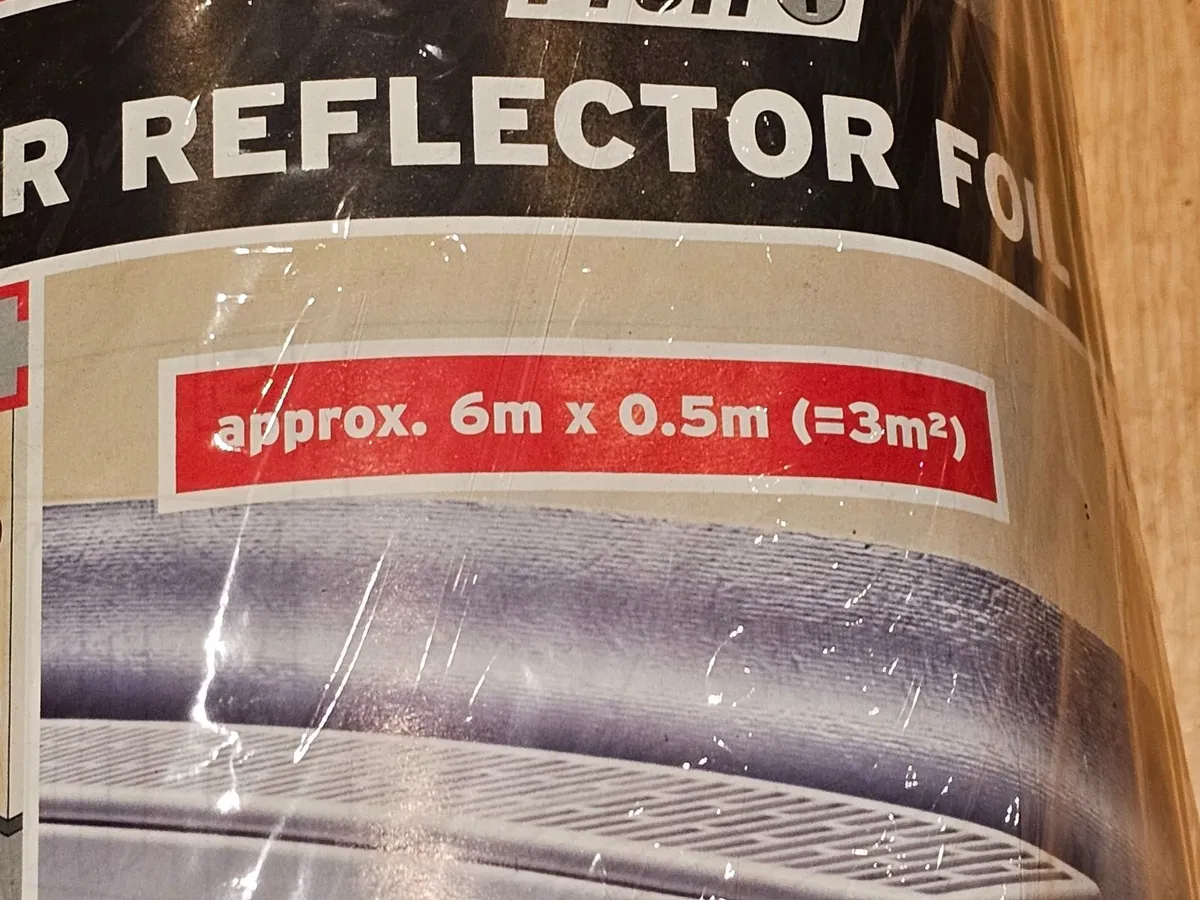 R REFLECTOR FOIL
approx. 6m x 0.5m (=3m²)